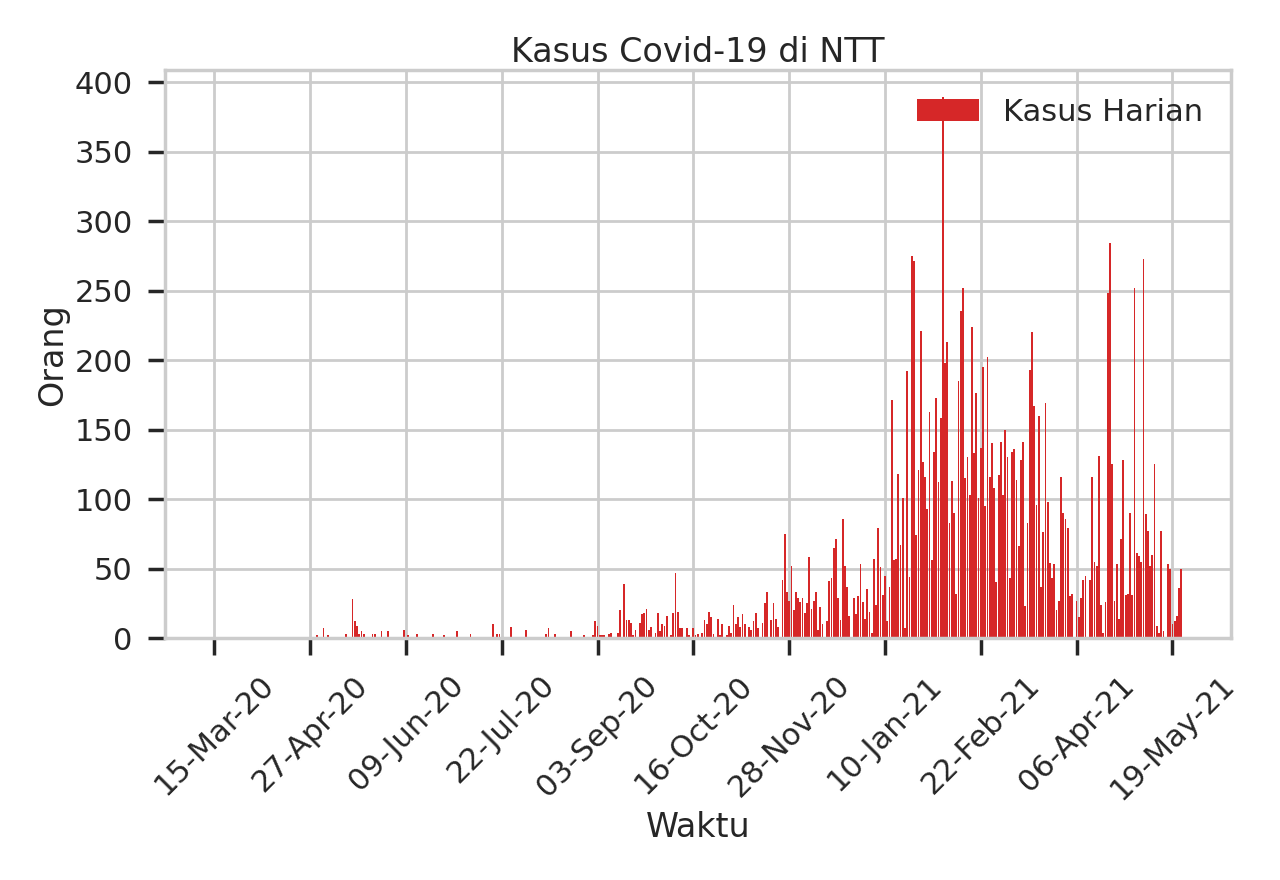 Kasus Covid-19 di NTT
Kasus Harian
400
350
300
250
200
150
100
50
0
Orang
15-Mar-20
27-Apr-20
09-Jun-20
22-Jul-20
03-Sep-20
16-Oct-20
28-Nov-20
10-Jan-21
22-Feb-21
06-Apr-21
19-May-21
Waktu